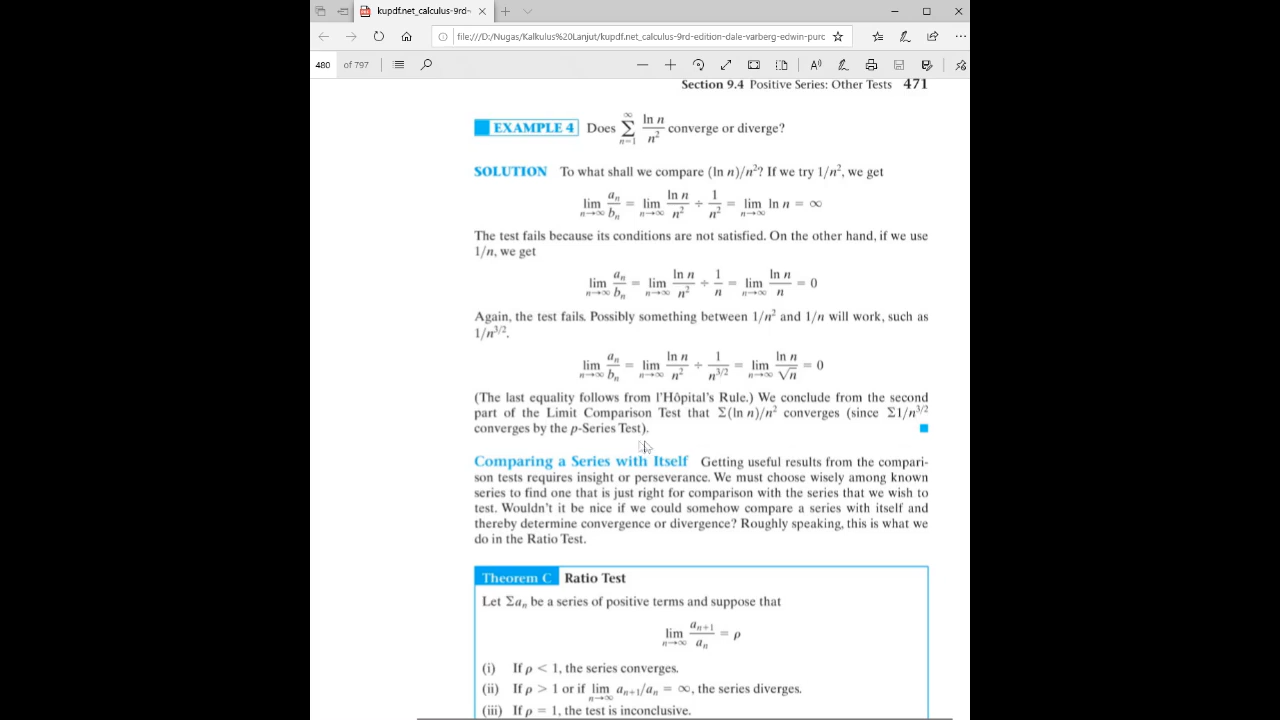 kupdf.net_calculus-9rd-
file:///D:/Nugas/Kalkulus%20Lanjut/kupdf.net_calculus-9rd-edition-dale-varberg-edwin-purc
480 of 797
Section 9.4 Positive Series: Other Tests 471
EXAMPLE 4 Does ∑_{n=1}^{∞} ln n / n² converge or diverge?
SOLUTION To what shall we compare (ln n)/n²? If we try 1/n², we get
lim_{n→∞} a_n/b_n = lim_{n→∞} ln n/n² ÷ 1/n² = lim_{n→∞} ln n = ∞
The test fails because its conditions are not satisfied. On the other hand, if we use
1/n, we get
lim_{n→∞} a_n/b_n = lim_{n→∞} ln n/n² ÷ 1/n = lim_{n→∞} ln n/n = 0
Again, the test fails. Possibly something between 1/n² and 1/n will work, such as
1/n^{3/2}.
lim_{n→∞} a_n/b_n = lim_{n→∞} ln n/n² ÷ 1/n^{3/2} = lim_{n→∞} ln n/√n = 0
(The last equality follows from l'Hôpital's Rule.) We conclude from the second
part of the Limit Comparison Test that Σ(ln n)/n² converges (since Σ1/n^{3/2}
converges by the p-Series Test).
Comparing a Series with Itself Getting useful results from the compari-
son tests requires insight or perseverance. We must choose wisely among known
series to find one that is just right for comparison with the series that we wish to
test. Wouldn't it be nice if we could somehow compare a series with itself and
thereby determine convergence or divergence? Roughly speaking, this is what we
do in the Ratio Test.
Theorem C Ratio Test
Let Σa_n be a series of positive terms and suppose that
lim_{n→∞} a_{n+1}/a_n = ρ
(i) If ρ < 1, the series converges.
(ii) If ρ > 1 or if lim_{n→∞} a_{n+1}/a_n = ∞, the series diverges.
(iii) If ρ = 1, the test is inconclusive.